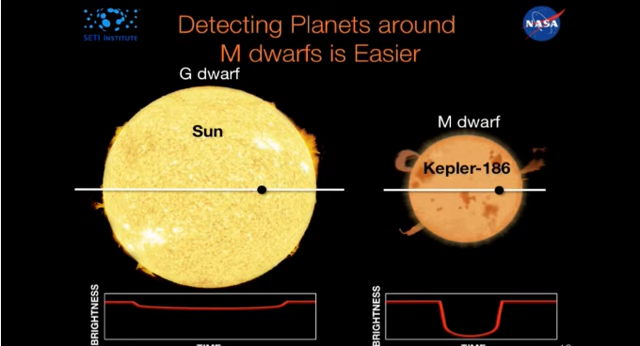 Detecting Planets around
M dwarfs is Easier
SETI INSTITUTE
NASA
G dwarf
Sun
M dwarf
Kepler-186
BRIGHTNESS
TIME
BRIGHTNESS
TIME